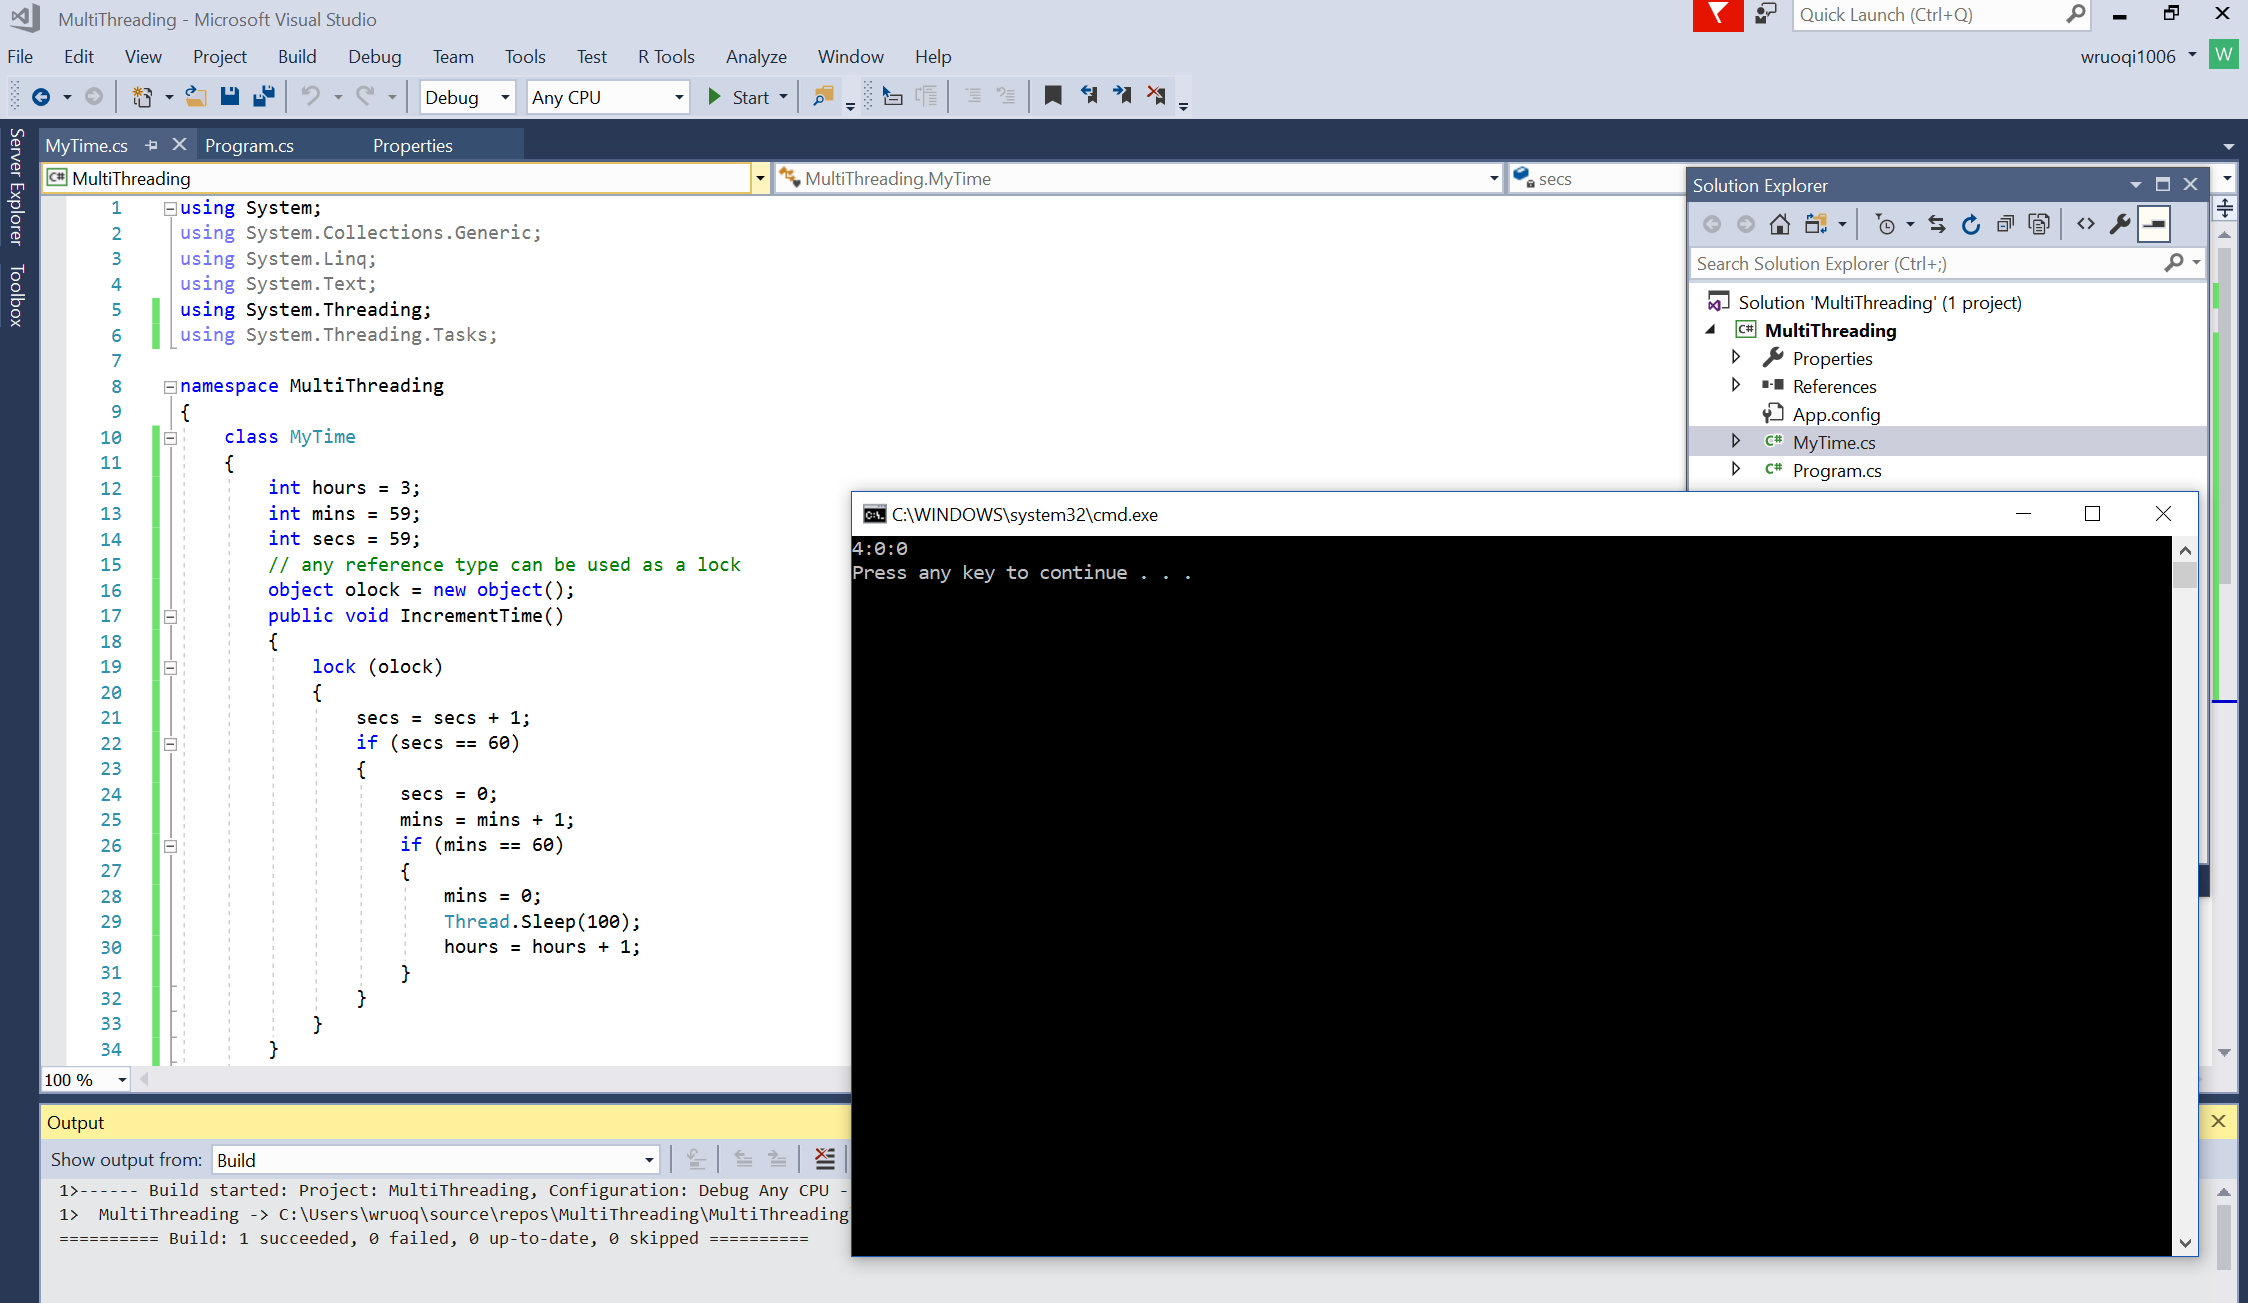 MultiThreading - Microsoft Visual Studio
Quick Launch (Ctrl+Q)
File Edit View Project Build Debug Team Tools Test R Tools Analyze Window Help
wruoqi1006 W
Debug Any CPU Start
Server Explorer
Toolbox
MyTime.cs Program.cs Properties
C# MultiThreading MultiThreading.MyTime secs
1 using System;
2 using System.Collections.Generic;
3 using System.Linq;
4 using System.Text;
5 using System.Threading;
6 using System.Threading.Tasks;
7
8 namespace MultiThreading
9 {
10 class MyTime
11 {
12 int hours = 3;
13 int mins = 59;
14 int secs = 59;
15 // any reference type can be used as a lock
16 object olock = new object();
17 public void IncrementTime()
18 {
19 lock (olock)
20 {
21 secs = secs + 1;
22 if (secs == 60)
23 {
24 secs = 0;
25 mins = mins + 1;
26 if (mins == 60)
27 {
28 mins = 0;
29 Thread.Sleep(100);
30 hours = hours + 1;
31 }
32 }
33 }
34 }
100 %
Solution Explorer
Search Solution Explorer (Ctrl+;)
Solution 'MultiThreading' (1 project)
C# MultiThreading
Properties
References
App.config
C# MyTime.cs
C# Program.cs
C:\WINDOWS\system32\cmd.exe
4:0:0
Press any key to continue . . .
Output
Show output from: Build
1>------ Build started: Project: MultiThreading, Configuration: Debug Any CPU -
1> MultiThreading -> C:\Users\wruoq\source\repos\MultiThreading\MultiThreading
========== Build: 1 succeeded, 0 failed, 0 up-to-date, 0 skipped ==========